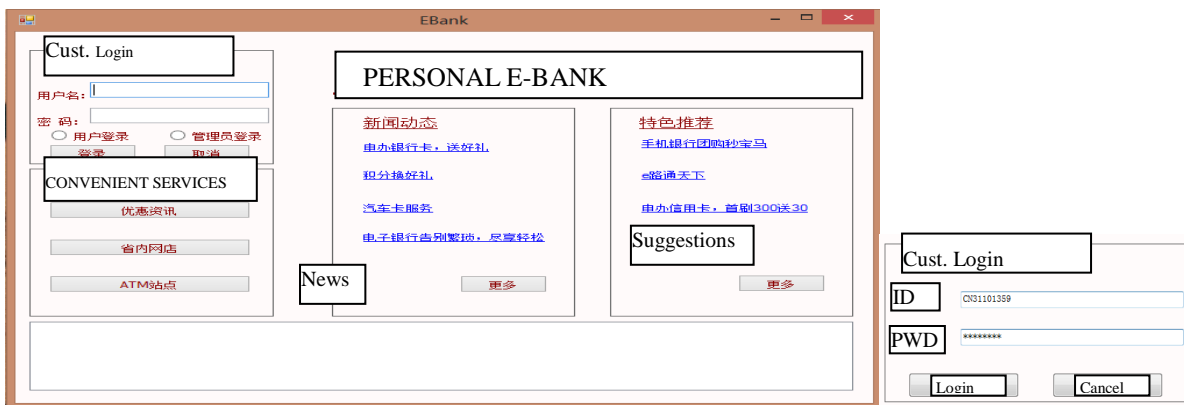 EBank
Cust. Login
用户名:
密 码:
用户登录 管理员登录
登录 取消
CONVENIENT SERVICES
优惠资讯
省内网店
ATM站点
PERSONAL E-BANK
新闻动态
申办银行卡，送好礼
积分换好礼
汽车卡服务
电子银行告别繁琐，尽享轻松
News
更多
特色推荐
手机银行团购秒宝马
e路通天下
申办信用卡，首刷300送30
Suggestions
更多
Cust. Login
ID CN31101359
PWD ********
Login Cancel